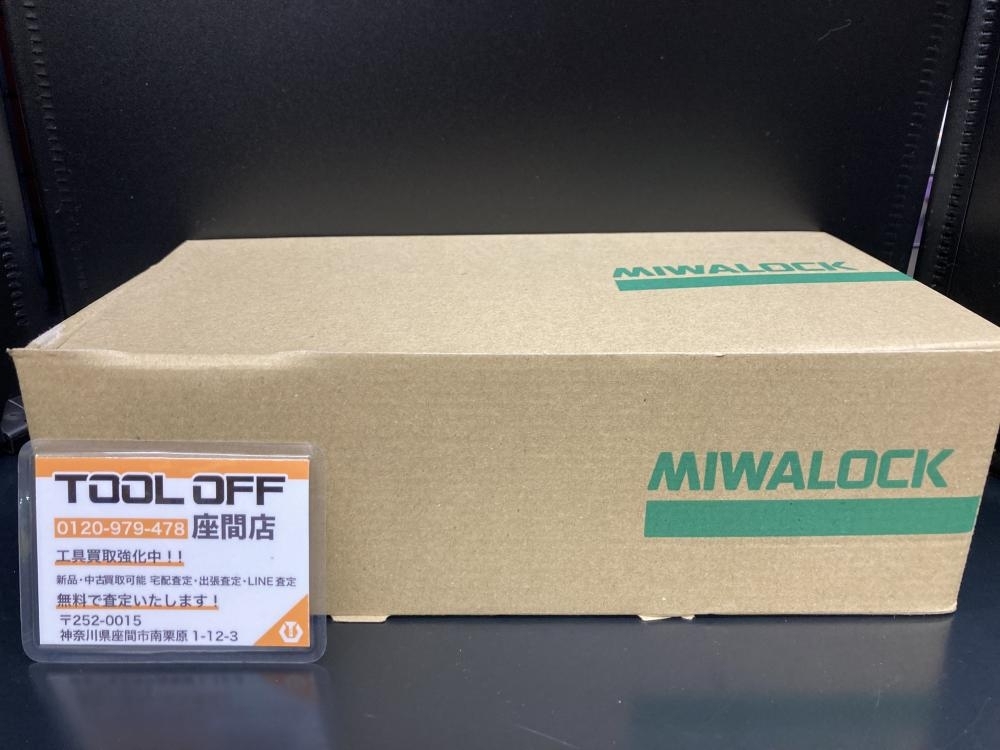 MIWALOCK
MIWALOCK
TOOL OFF
0120-979-478 座間店
工具買取強化中！！
新品・中古買取可能 宅配査定・出張査定・LINE査定
無料で査定いたします！
〒252-0015
神奈川県座間市南栗原1-12-3